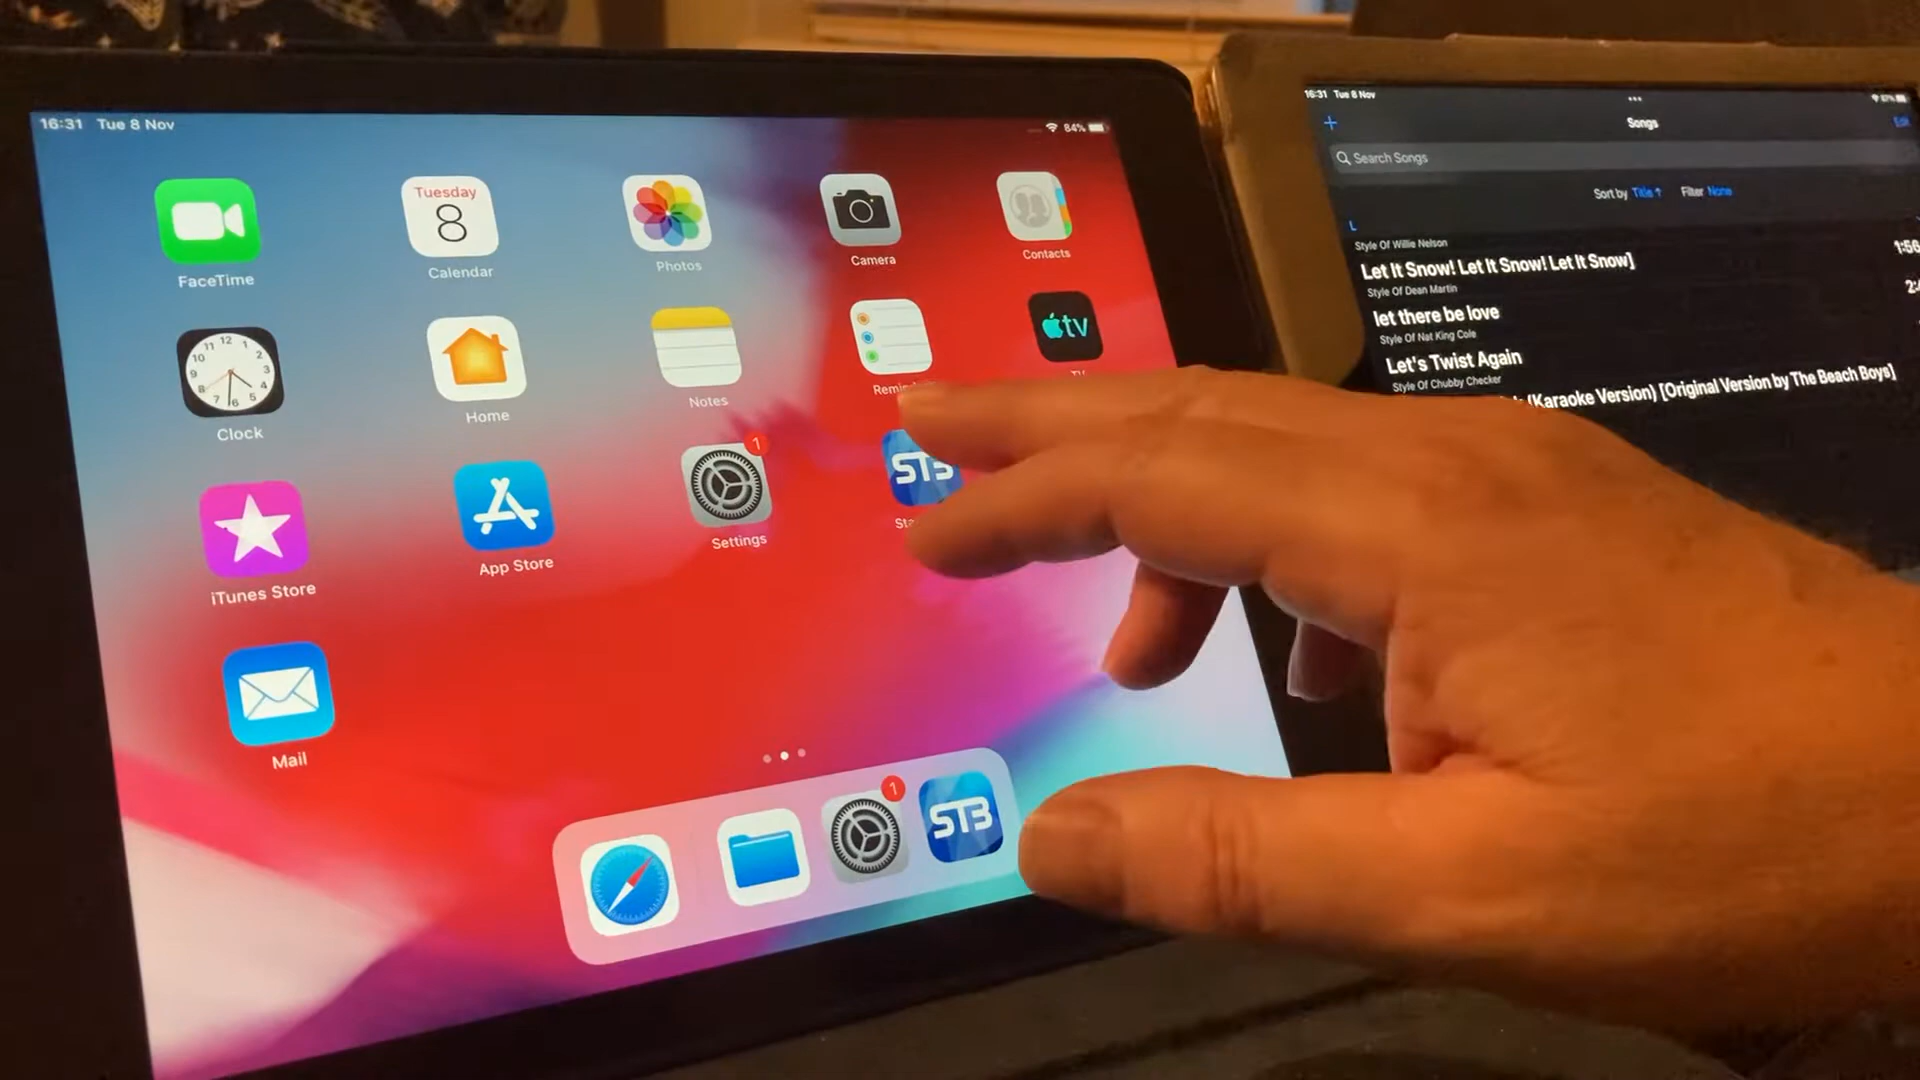 16:31 Tue 8 Nov
84%
FaceTime
Tuesday
8
Calendar
Photos
Camera
Contacts
Clock
Home
Notes
tv
iTunes Store
App Store
1
Settings
STB
Mail
1
STB
16:31 Tue 8 Nov
Songs
Edit
Search Songs
Sort by Title ↑ Filter None
L
Style Of Willie Nelson
1:56
Let It Snow! Let It Snow! Let It Snow]
Style Of Dean Martin
let there be love
Style Of Nat King Cole
Let's Twist Again
Style Of Chubby Checker
(Karaoke Version) [Original Version by The Beach Boys]